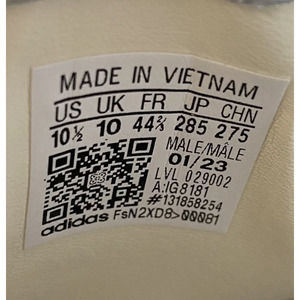 MADE IN VIETNAM
US UK FR JP CHN
10½ 10 44⅔ 285 275
MALE/MÂLE
01/23
LVL 029002
A:IG8181
#131858254
adidas FsN2XD8>00081